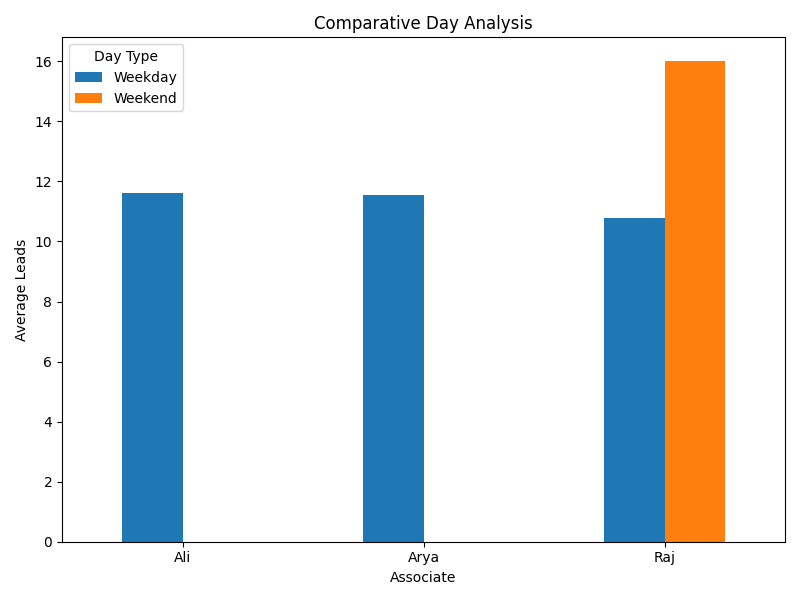 Comparative Day Analysis
Day Type
Weekday
Weekend
16
14
12
10
8
6
4
2
0
Average Leads
Ali
Arya
Raj
Associate